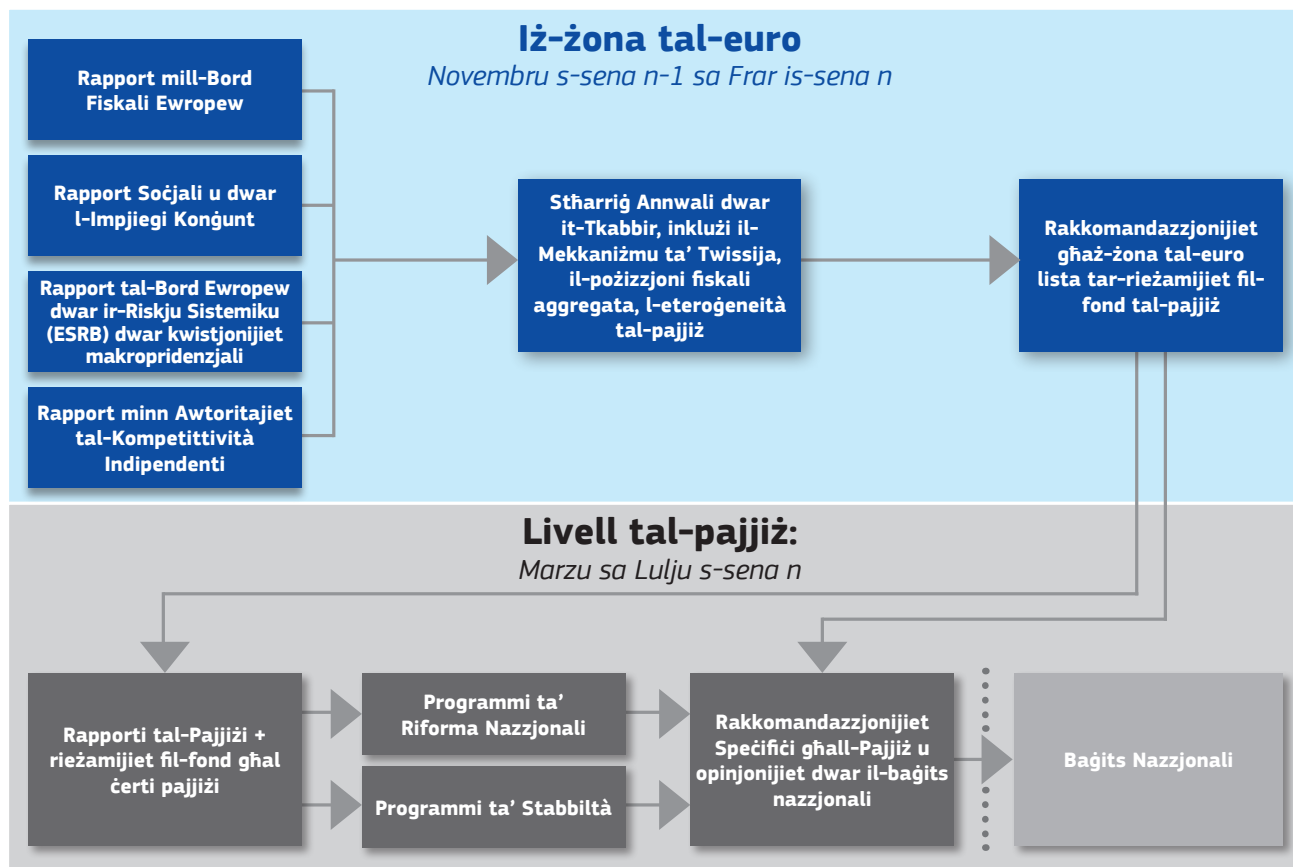 Iż-żona tal-euro
Novembru s-sena n-1 sa Frar is-sena n
Rapport mill-Bord
Fiskali Ewropew
Rapport Soċjali u dwar
l-Impjiegi Konġunt
Rapport tal-Bord Ewropew
dwar ir-Riskju Sistemiku
(ESRB) dwar kwistjonijiet
makropridenzjali
Rapport minn Awtoritajiet
tal-Kompetittività
Indipendenti
Stħarriġ Annwali dwar
it-Tkabbir, inklużi il-
Mekkaniżmu ta’ Twissija,
il-pożizzjoni fiskali
aggregata, l-eteroġeneità
tal-pajjiż
Rakkomandazzjonijiet
għaż-żona tal-euro
lista tar-rieżamijiet fil-
fond tal-pajjiż
Livell tal-pajjiż:
Marzu sa Lulju s-sena n
Rapporti tal-Pajjiżi +
rieżamijiet fil-fond għal
ċerti pajjiżi
Programmi ta’
Riforma Nazzjonali
Programmi ta’ Stabbiltà
Rakkomandazzjonijiet
Speċifiċi għall-Pajjiż u
opinjonijiet dwar il-baġits
nazzjonali
Baġits Nazzjonali